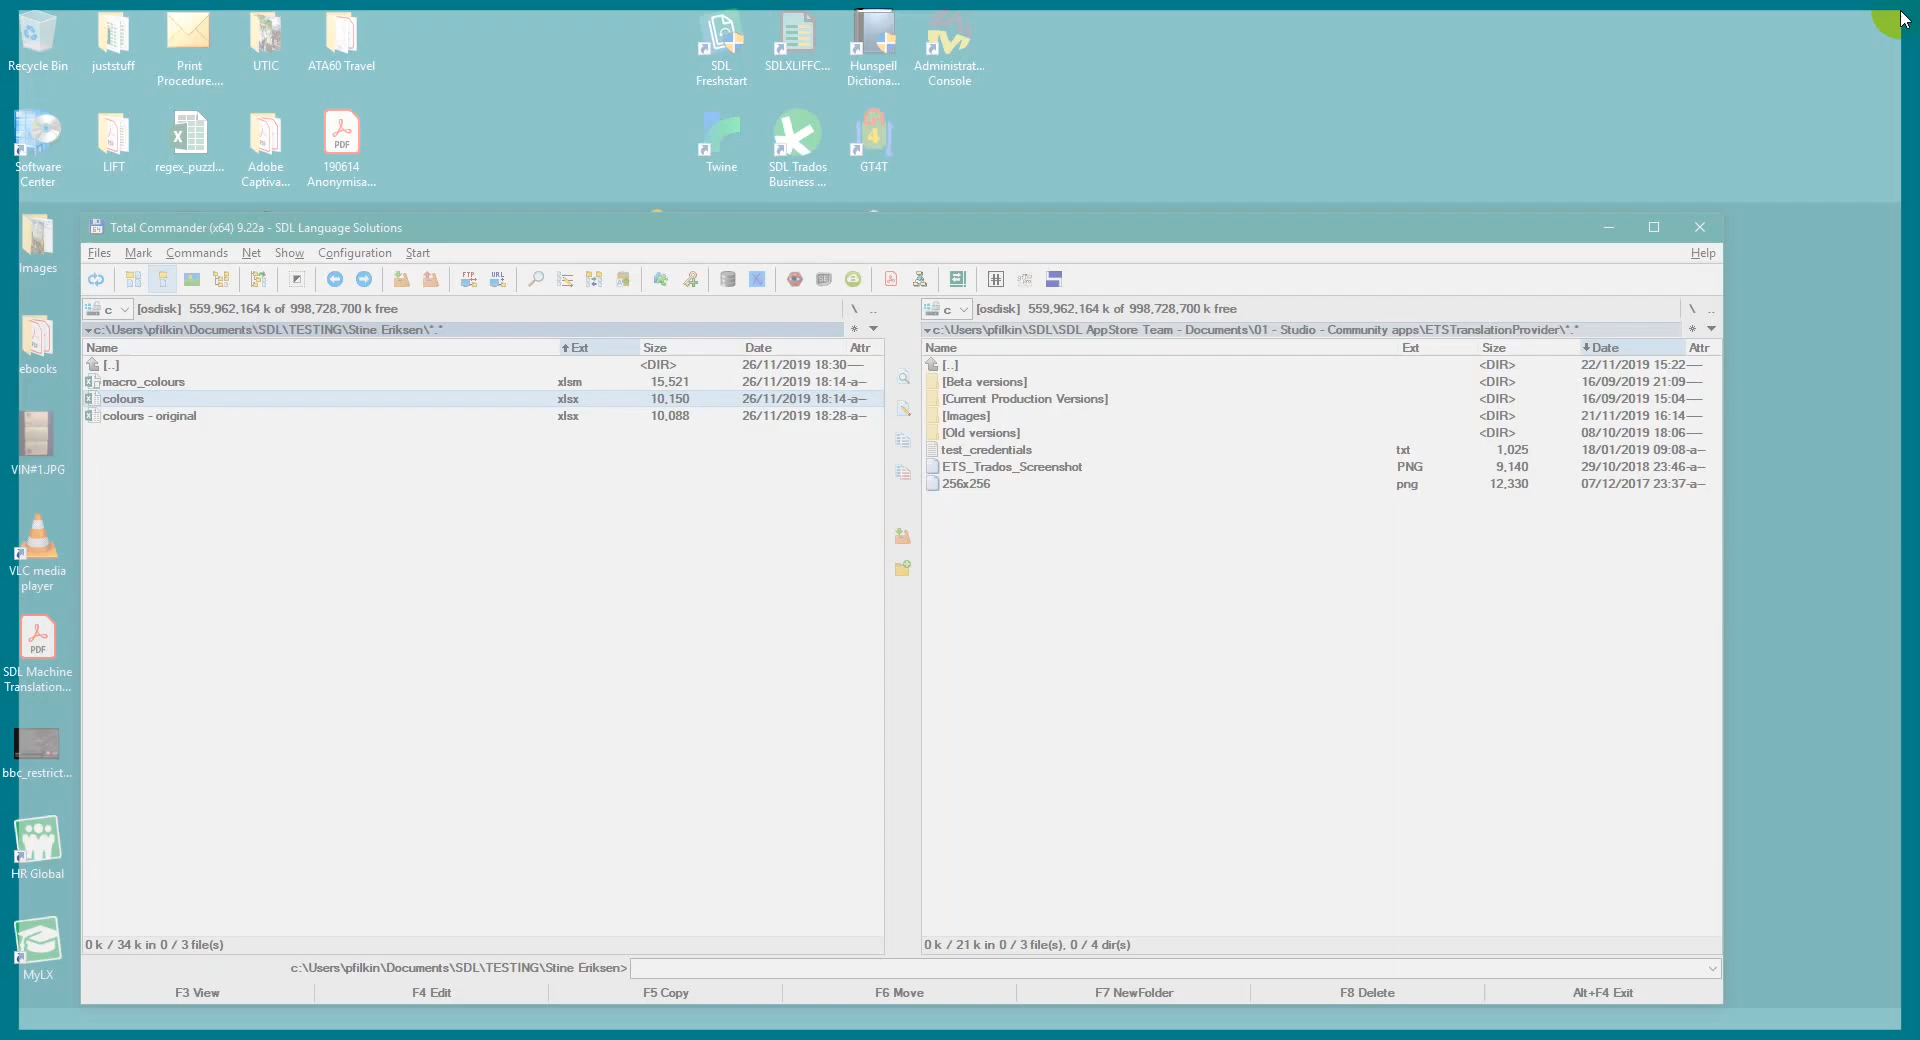 Recycle Bin
juststuff
Print Procedure....
UTIC
ATA60 Travel
SDL Freshstart
SDLXLIFFC...
Hunspell Dictiona...
Administrat... Console
Software Center
LIFT
regex_puzzl...
Adobe Captiva...
190614 Anonymisa...
Twine
SDL Trados Business ...
GT4T
Images
ebooks
VIN#1.JPG
VLC media player
SDL Machine Translation...
bbc_restrict...
HR Global
MyLX
Total Commander (x64) 9.22a - SDL Language Solutions
Files Mark Commands Net Show Configuration Start Help
c [osdisk] 559,962,164 k of 998,728,700 k free \ ..
c:\Users\pfilkin\Documents\SDL\TESTING\Stine Eriksen\*.* *
Name Ext Size Date Attr
[..] <DIR> 26/11/2019 18:30----
macro_colours xlsm 15,521 26/11/2019 18:14-a--
colours xlsx 10,150 26/11/2019 18:14-a--
colours - original xlsx 10,088 26/11/2019 18:28-a--
0 k / 34 k in 0 / 3 file(s)
c [osdisk] 559,962,164 k of 998,728,700 k free \ ..
c:\Users\pfilkin\SDL\SDL AppStore Team - Documents\01 - Studio - Community apps\ETSTranslationProvider\*.* *
Name Ext Size Date Attr
[..] <DIR> 22/11/2019 15:22----
[Beta versions] <DIR> 16/09/2019 21:09----
[Current Production Versions] <DIR> 16/09/2019 15:04----
[Images] <DIR> 21/11/2019 16:14----
[Old versions] <DIR> 08/10/2019 18:06----
test_credentials txt 1,025 18/01/2019 09:08-a--
ETS_Trados_Screenshot PNG 9,140 29/10/2018 23:46-a--
256x256 png 12,330 07/12/2017 23:37-a--
0 k / 21 k in 0 / 3 file(s), 0 / 4 dir(s)
c:\Users\pfilkin\Documents\SDL\TESTING\Stine Eriksen>
F3 View F4 Edit F5 Copy F6 Move F7 NewFolder F8 Delete Alt+F4 Exit